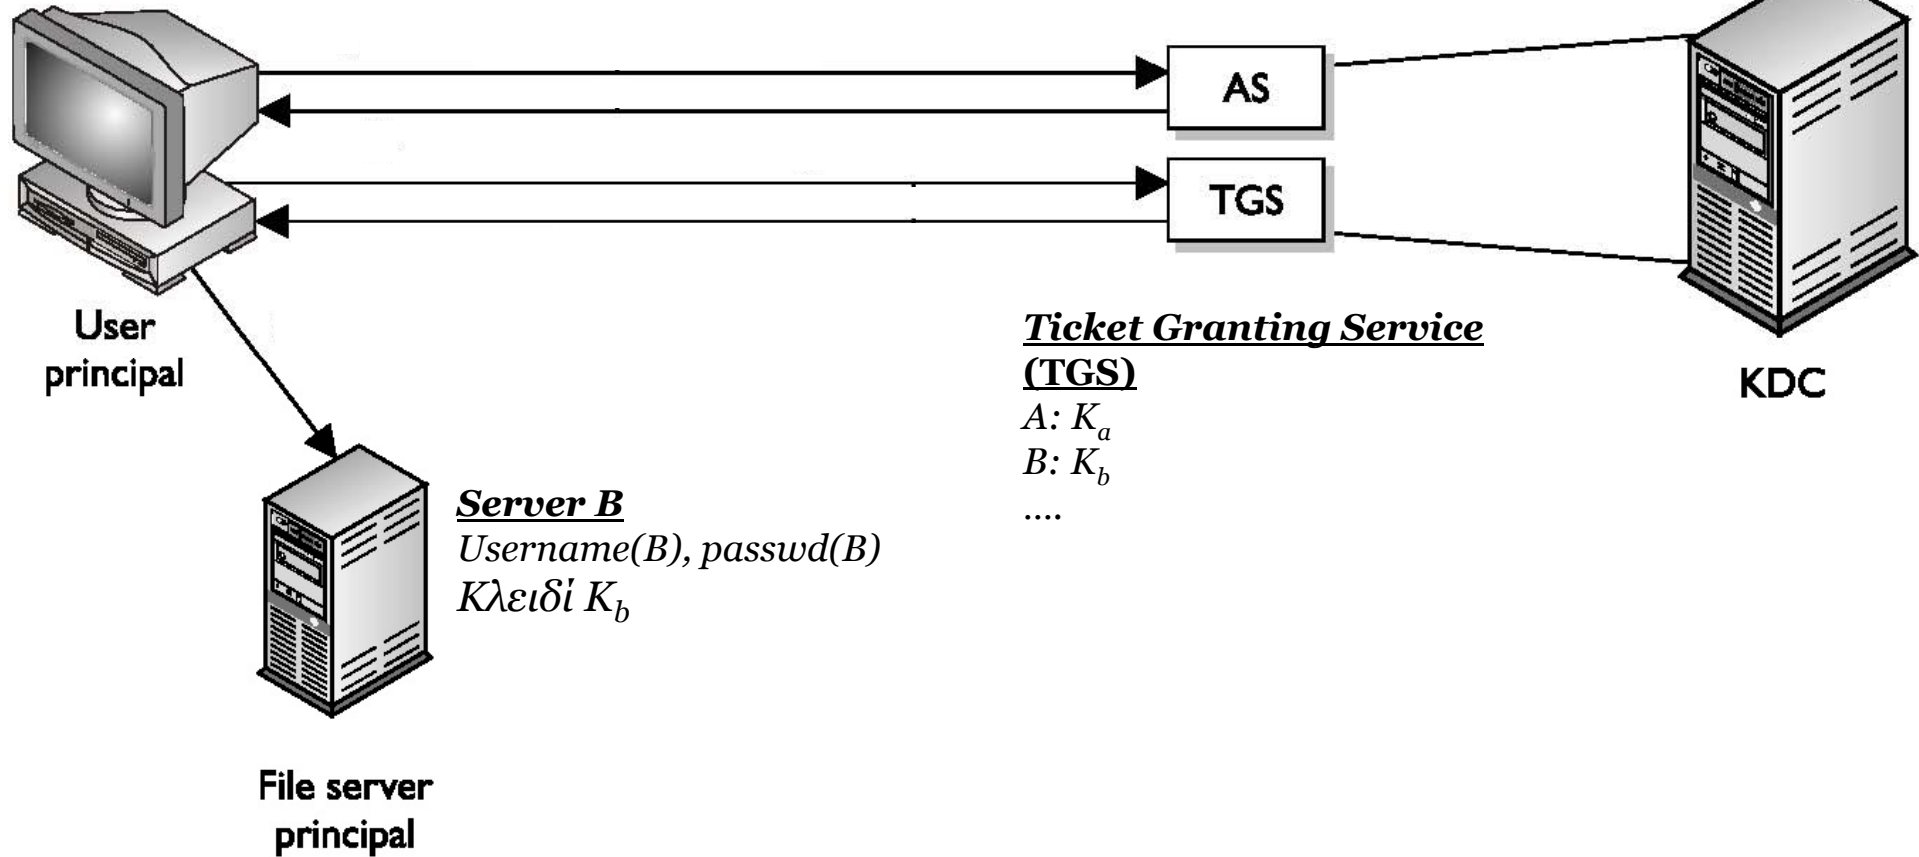 AS
TGS
User
principal
Ticket Granting Service
(TGS)
A: Ka
B: Kb
....
KDC
Server B
Username(B), passwd(B)
Κλειδί Kb
File server
principal